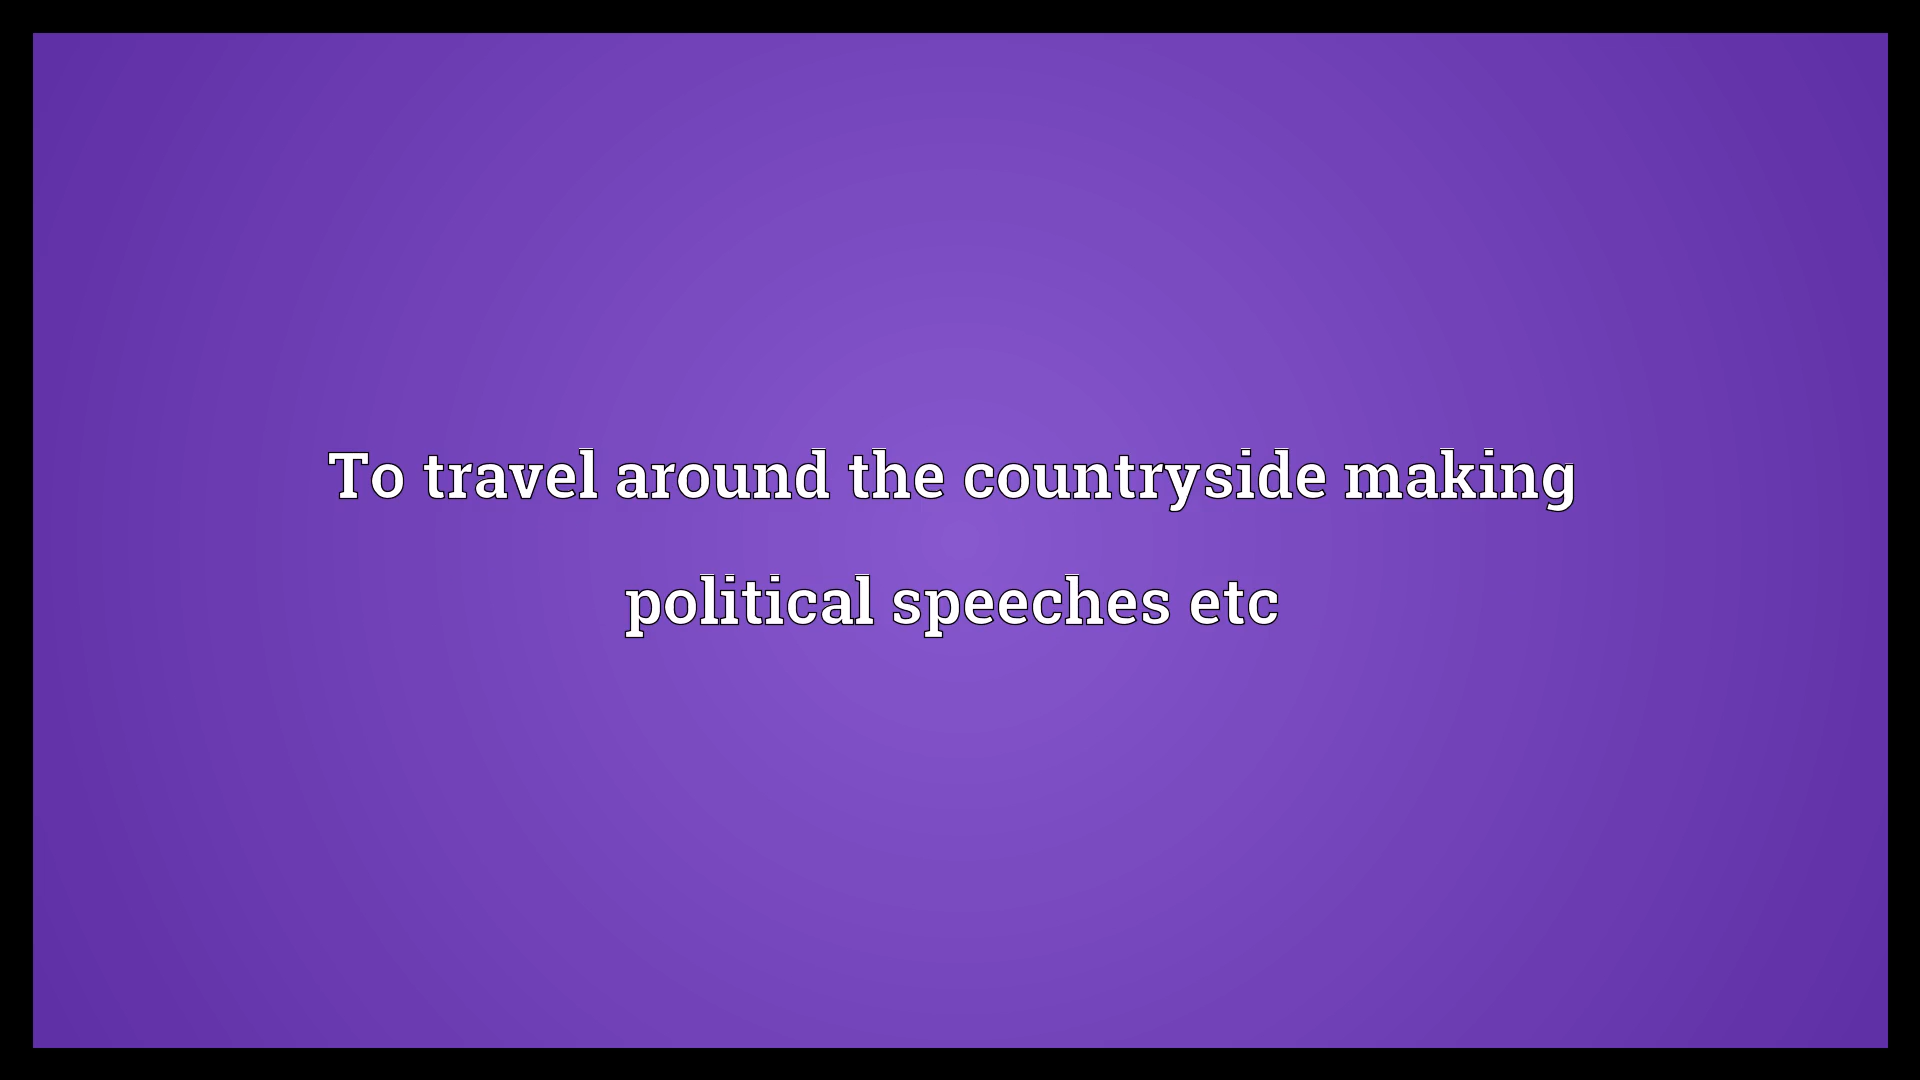 To travel around the countryside making
political speeches etc